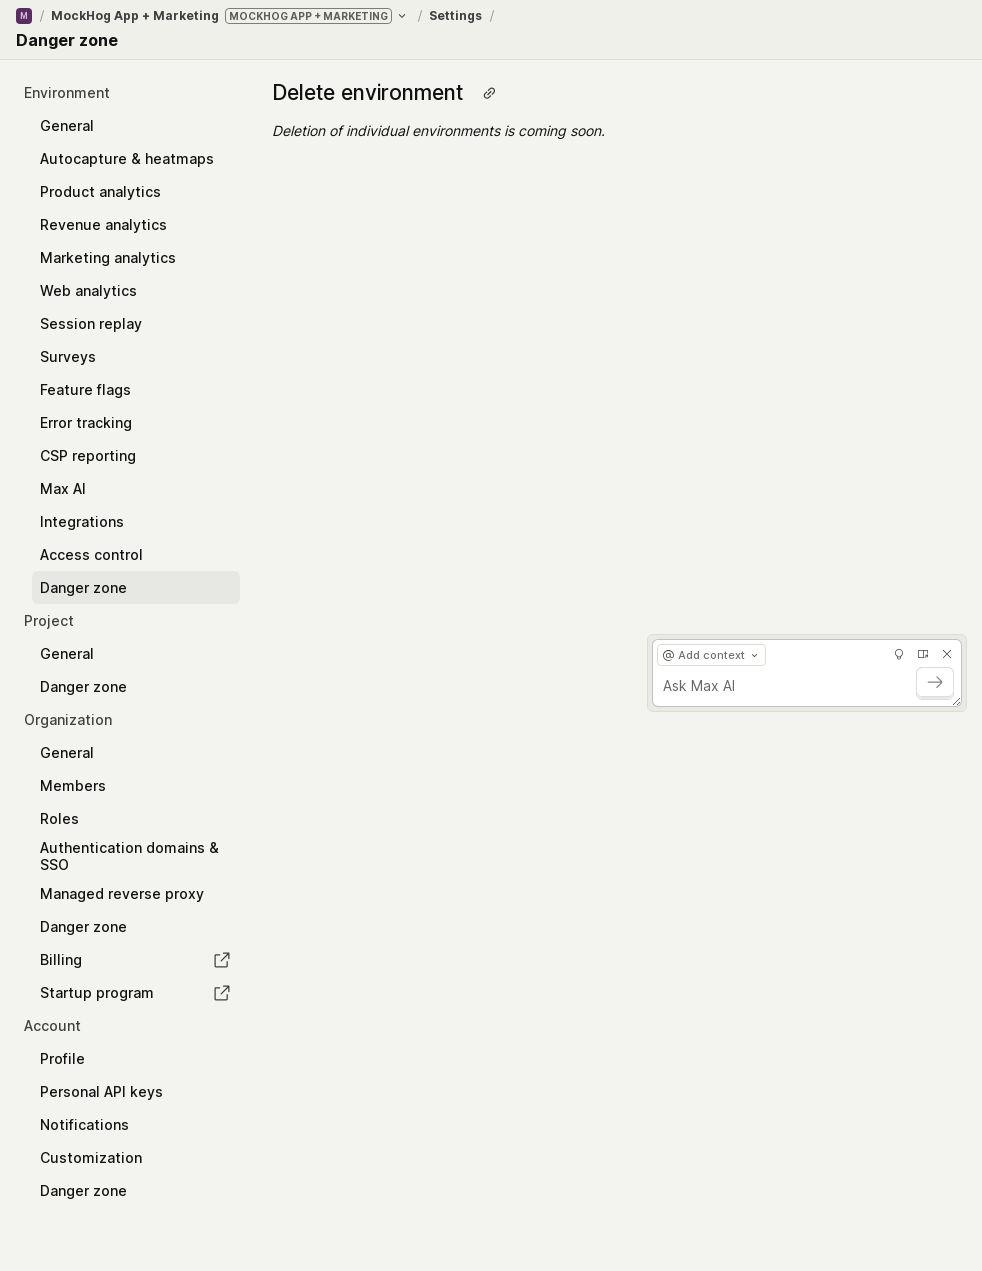 M / MockHog App + Marketing MOCKHOG APP + MARKETING / Settings /
Danger zone
Environment
General
Autocapture & heatmaps
Product analytics
Revenue analytics
Marketing analytics
Web analytics
Session replay
Surveys
Feature flags
Error tracking
CSP reporting
Max AI
Integrations
Access control
Danger zone
Project
General
Danger zone
Organization
General
Members
Roles
Authentication domains &
SSO
Managed reverse proxy
Danger zone
Billing
Startup program
Account
Profile
Personal API keys
Notifications
Customization
Danger zone
Delete environment
Deletion of individual environments is coming soon.
@ Add context
Ask Max AI